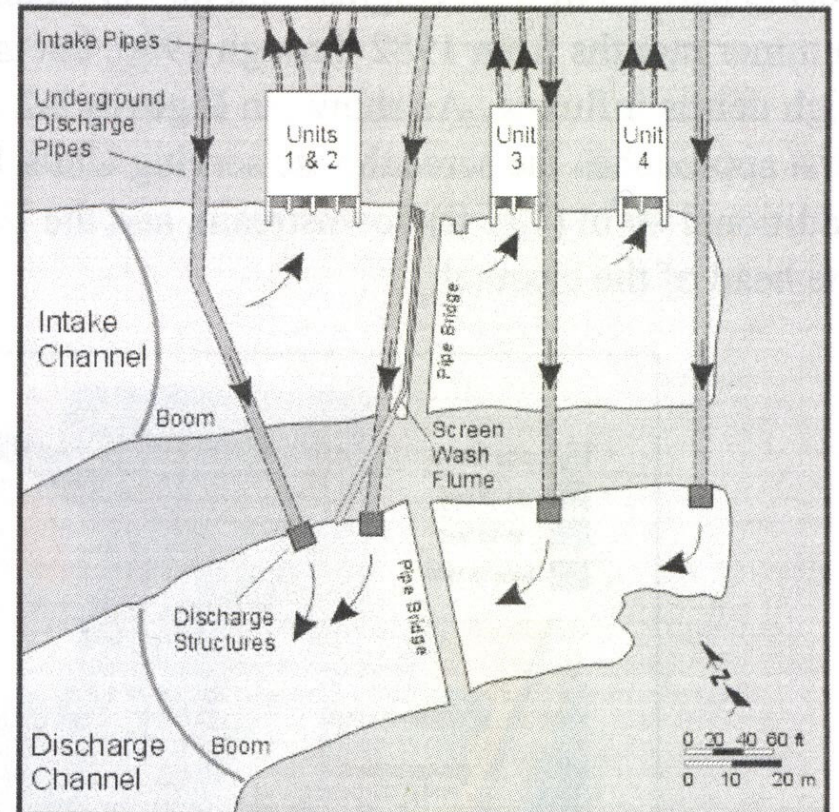 Intake Pipes
Underground
Discharge
Pipes
Units
1 & 2
Unit
3
Unit
4
Intake
Channel
Boom
Pipe Bridge
Screen
Wash
Flume
Pipe Bridge
Discharge
Structures
Discharge
Channel
Boom
N
0 20 40 60 ft
0 10 20 m